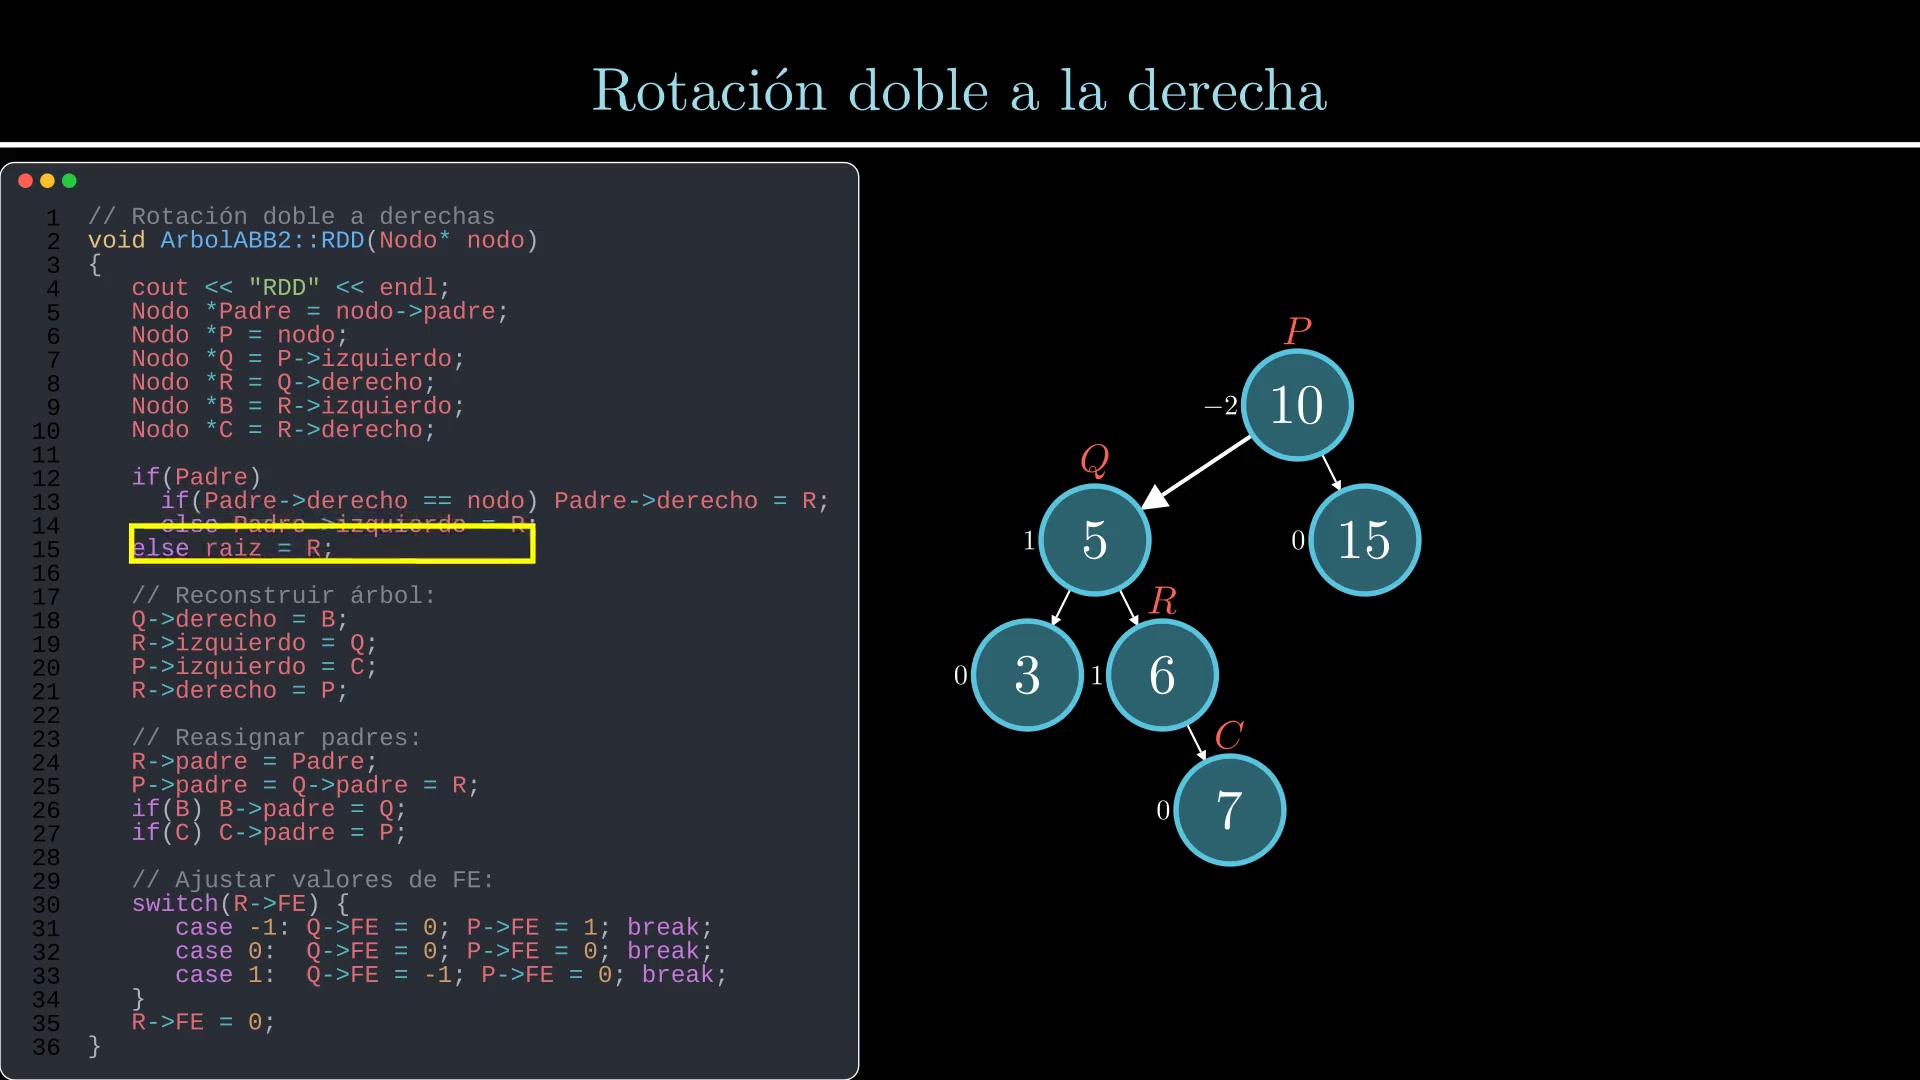 Rotación doble a la derecha
1 // Rotación doble a derechas
2 void ArbolABB2::RDD(Nodo* nodo)
3 {
4 cout << "RDD" << endl;
5 Nodo *Padre = nodo->padre;
6 Nodo *P = nodo;
7 Nodo *Q = P->izquierdo;
8 Nodo *R = Q->derecho;
9 Nodo *B = R->izquierdo;
10 Nodo *C = R->derecho;
11
12 if(Padre)
13 if(Padre->derecho == nodo) Padre->derecho = R;
14 else Padre->izquierdo = R;
15 else raiz = R;
16
17 // Reconstruir árbol:
18 Q->derecho = B;
19 R->izquierdo = Q;
20 P->izquierdo = C;
21 R->derecho = P;
22
23 // Reasignar padres:
24 R->padre = Padre;
25 P->padre = Q->padre = R;
26 if(B) B->padre = Q;
27 if(C) C->padre = P;
28
29 // Ajustar valores de FE:
30 switch(R->FE) {
31 case -1: Q->FE = 0; P->FE = 1; break;
32 case 0: Q->FE = 0; P->FE = 0; break;
33 case 1: Q->FE = -1; P->FE = 0; break;
34 }
35 R->FE = 0;
36 }
P
−2 10
Q
1 5
0 15
R
0 3
1 6
C
0 7